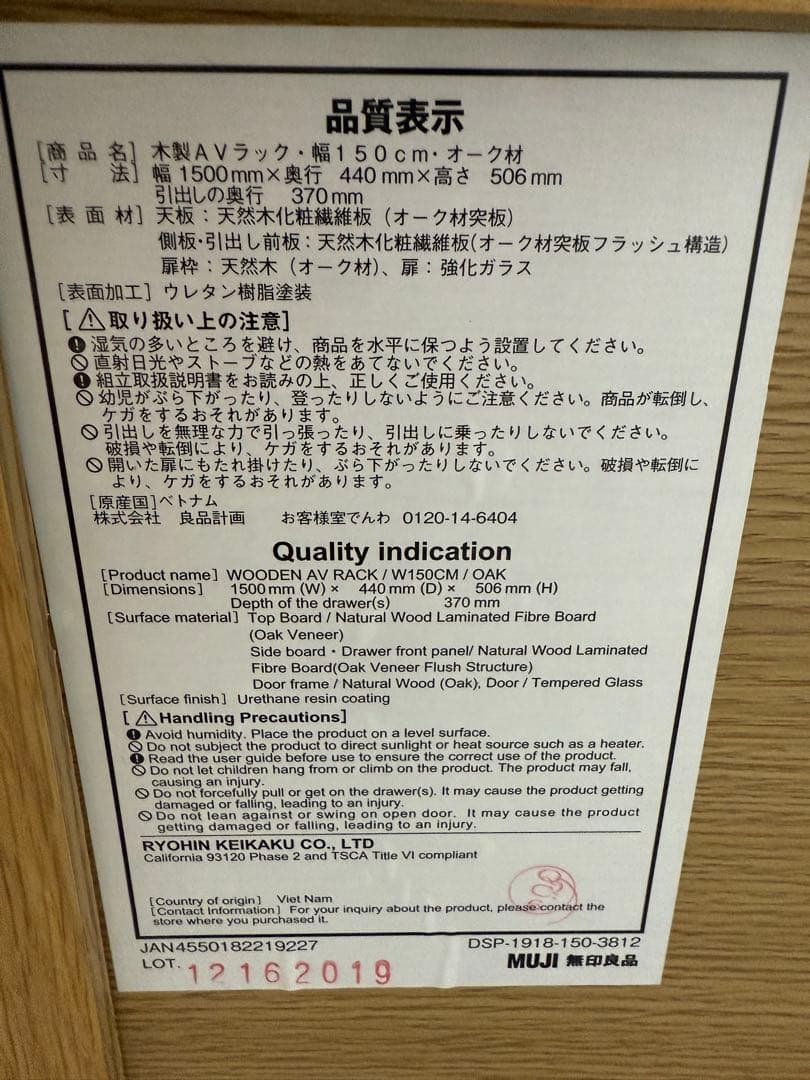 品質表示
[商品名] 木製AVラック・幅150cm・オーク材
[寸 法] 幅 1500mm×奥行 440mm×高さ 506mm
引出しの奥行 370mm
[表面材] 天板：天然木化粧繊維板（オーク材突板）
側板・引出し前板：天然木化粧繊維板(オーク材突板フラッシュ構造)
扉枠：天然木（オーク材）、扉：強化ガラス
[表面加工] ウレタン樹脂塗装
[⚠取り扱い上の注意]
湿気の多いところを避け、商品を水平に保つよう設置してください。
直射日光やストーブなどの熱をあてないでください。
組立取扱説明書をお読みの上、正しくご使用ください。
幼児がぶら下がったり、登ったりしないようにご注意ください。商品が転倒し、
ケガをするおそれがあります。
引出しを無理な力で引っ張ったり、引出しに乗ったりしないでください。
破損や転倒により、ケガをするおそれがあります。
開いた扉にもたれ掛けたり、ぶら下がったりしないでください。破損や転倒に
より、ケガをするおそれがあります。
[原産国]ベトナム
株式会社 良品計画 お客様室でんわ 0120-14-6404
Quality indication
[Product name] WOODEN AV RACK / W150CM / OAK
[Dimensions] 1500mm (W) × 440mm (D) × 506mm (H)
Depth of the drawer(s) 370mm
[Surface material] Top Board / Natural Wood Laminated Fibre Board
(Oak Veneer)
Side board・Drawer front panel/ Natural Wood Laminated
Fibre Board(Oak Veneer Flush Structure)
Door frame / Natural Wood (Oak), Door / Tempered Glass
[Surface finish] Urethane resin coating
[⚠Handling Precautions]
Avoid humidity. Place the product on a level surface.
Do not subject the product to direct sunlight or heat source such as a heater.
Read the user guide before use to ensure the correct use of the product.
Do not let children hang from or climb on the product. The product may fall,
causing an injury.
Do not forcefully pull or get on the drawer(s). It may cause the product getting
damaged or falling, leading to an injury.
Do not lean against or swing on open door. It may cause the product
getting damaged or falling, leading to an injury.
RYOHIN KEIKAKU CO., LTD
California 93120 Phase 2 and TSCA Title VI compliant
[Country of origin] Viet Nam
[Contact Information] For your inquiry about the product, please contact the
store where you purchased it.
JAN4550182219227 DSP-1918-150-3812
LOT. 12162019 MUJI 無印良品